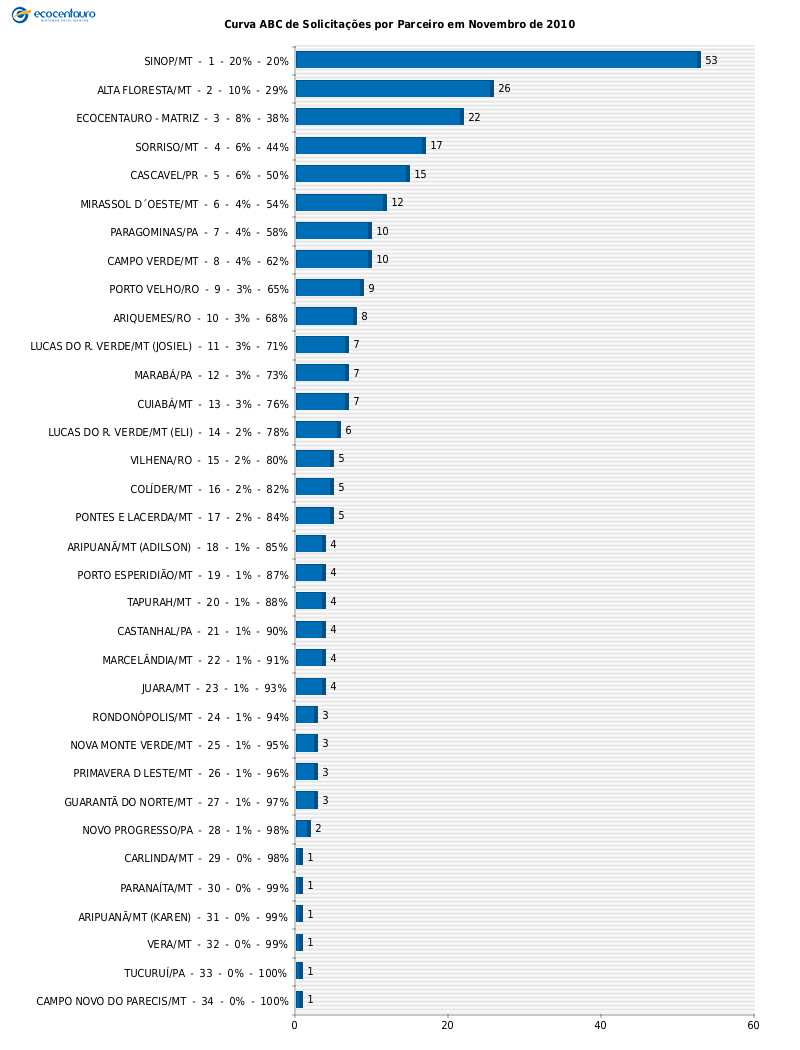 ecocentauro
Curva ABC de Solicitações por Parceiro em Novembro de 2010
SINOP/MT - 1 - 20% - 20% 53
ALTA FLORESTA/MT - 2 - 10% - 29% 26
ECOCENTAURO - MATRIZ - 3 - 8% - 38% 22
SORRISO/MT - 4 - 6% - 44% 17
CASCAVEL/PR - 5 - 6% - 50% 15
MIRASSOL D´OESTE/MT - 6 - 4% - 54% 12
PARAGOMINAS/PA - 7 - 4% - 58% 10
CAMPO VERDE/MT - 8 - 4% - 62% 10
PORTO VELHO/RO - 9 - 3% - 65% 9
ARIQUEMES/RO - 10 - 3% - 68% 8
LUCAS DO R. VERDE/MT (JOSIEL) - 11 - 3% - 71% 7
MARABÁ/PA - 12 - 3% - 73% 7
CUIABÁ/MT - 13 - 3% - 76% 7
LUCAS DO R. VERDE/MT (ELI) - 14 - 2% - 78% 6
VILHENA/RO - 15 - 2% - 80% 5
COLÍDER/MT - 16 - 2% - 82% 5
PONTES E LACERDA/MT - 17 - 2% - 84% 5
ARIPUANÃ/MT (ADILSON) - 18 - 1% - 85% 4
PORTO ESPERIDIÃO/MT - 19 - 1% - 87% 4
TAPURAH/MT - 20 - 1% - 88% 4
CASTANHAL/PA - 21 - 1% - 90% 4
MARCELÂNDIA/MT - 22 - 1% - 91% 4
JUARA/MT - 23 - 1% - 93% 4
RONDONÓPOLIS/MT - 24 - 1% - 94% 3
NOVA MONTE VERDE/MT - 25 - 1% - 95% 3
PRIMAVERA D LESTE/MT - 26 - 1% - 96% 3
GUARANTÃ DO NORTE/MT - 27 - 1% - 97% 3
NOVO PROGRESSO/PA - 28 - 1% - 98% 2
CARLINDA/MT - 29 - 0% - 98% 1
PARANAÍTA/MT - 30 - 0% - 99% 1
ARIPUANÃ/MT (KAREN) - 31 - 0% - 99% 1
VERA/MT - 32 - 0% - 99% 1
TUCURUÍ/PA - 33 - 0% - 100% 1
CAMPO NOVO DO PARECIS/MT - 34 - 0% - 100% 1
0 20 40 60